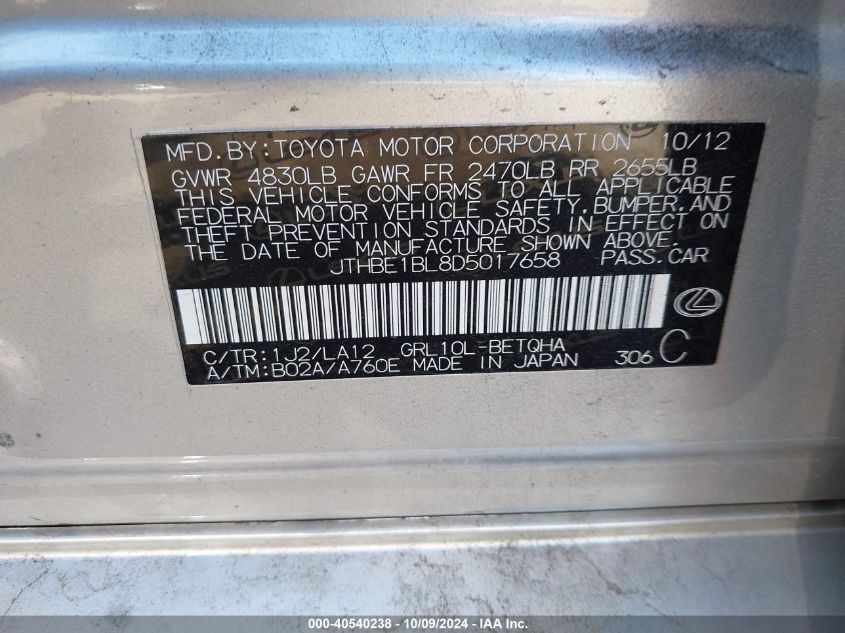 MFD. BY: TOYOTA MOTOR CORPORATION 10/12
GVWR 4830LB GAWR FR 2470LB RR 2655LB
THIS VEHICLE CONFORMS TO ALL APPLICABLE
FEDERAL MOTOR VEHICLE SAFETY, BUMPER, AND
THEFT PREVENTION STANDARDS IN EFFECT ON
THE DATE OF MANUFACTURE SHOWN ABOVE.
JTHBE1BL8D5017658 PASS. CAR
C/TR: 1J2/LA12 GRL10L-BETQHA
A/TM: B02A/A760E MADE IN JAPAN 306 C
000-40540238 - 10/09/2024 - IAA Inc.